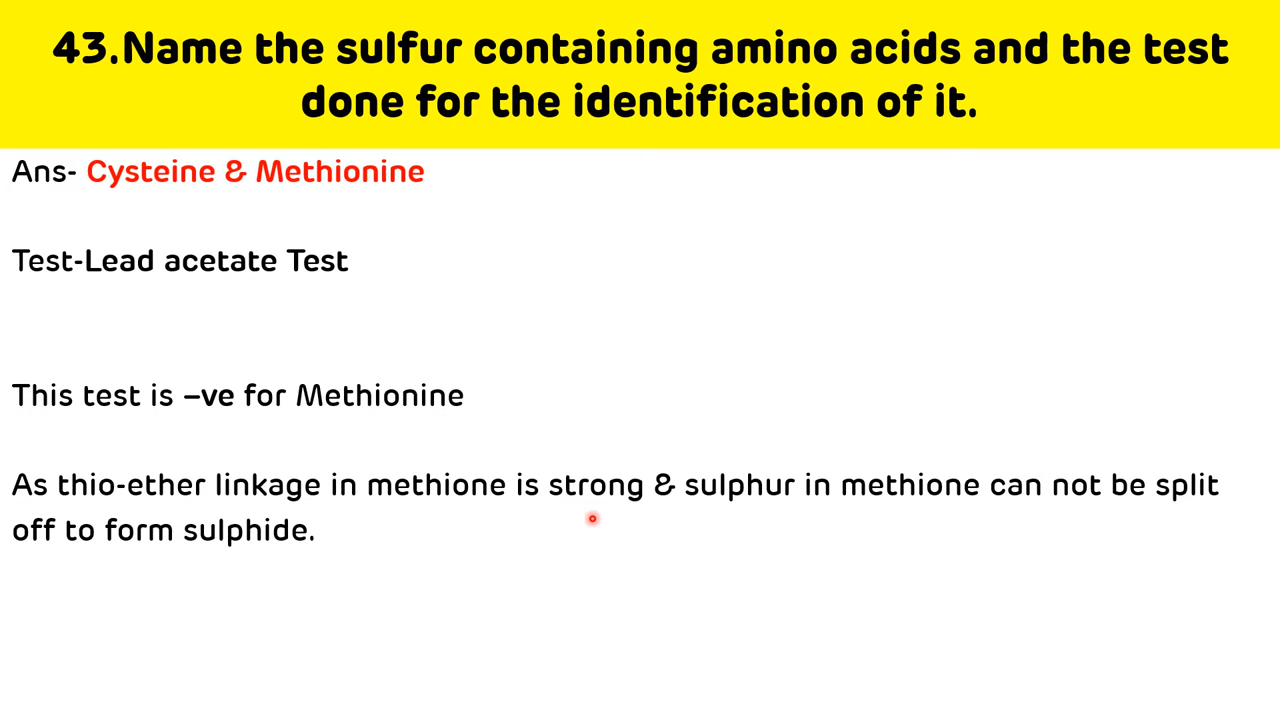 43.Name the sulfur containing amino acids and the test
done for the identification of it.
Ans- Cysteine & Methionine
Test-Lead acetate Test
This test is –ve for Methionine
As thio-ether linkage in methione is strong & sulphur in methione can not be split
off to form sulphide.